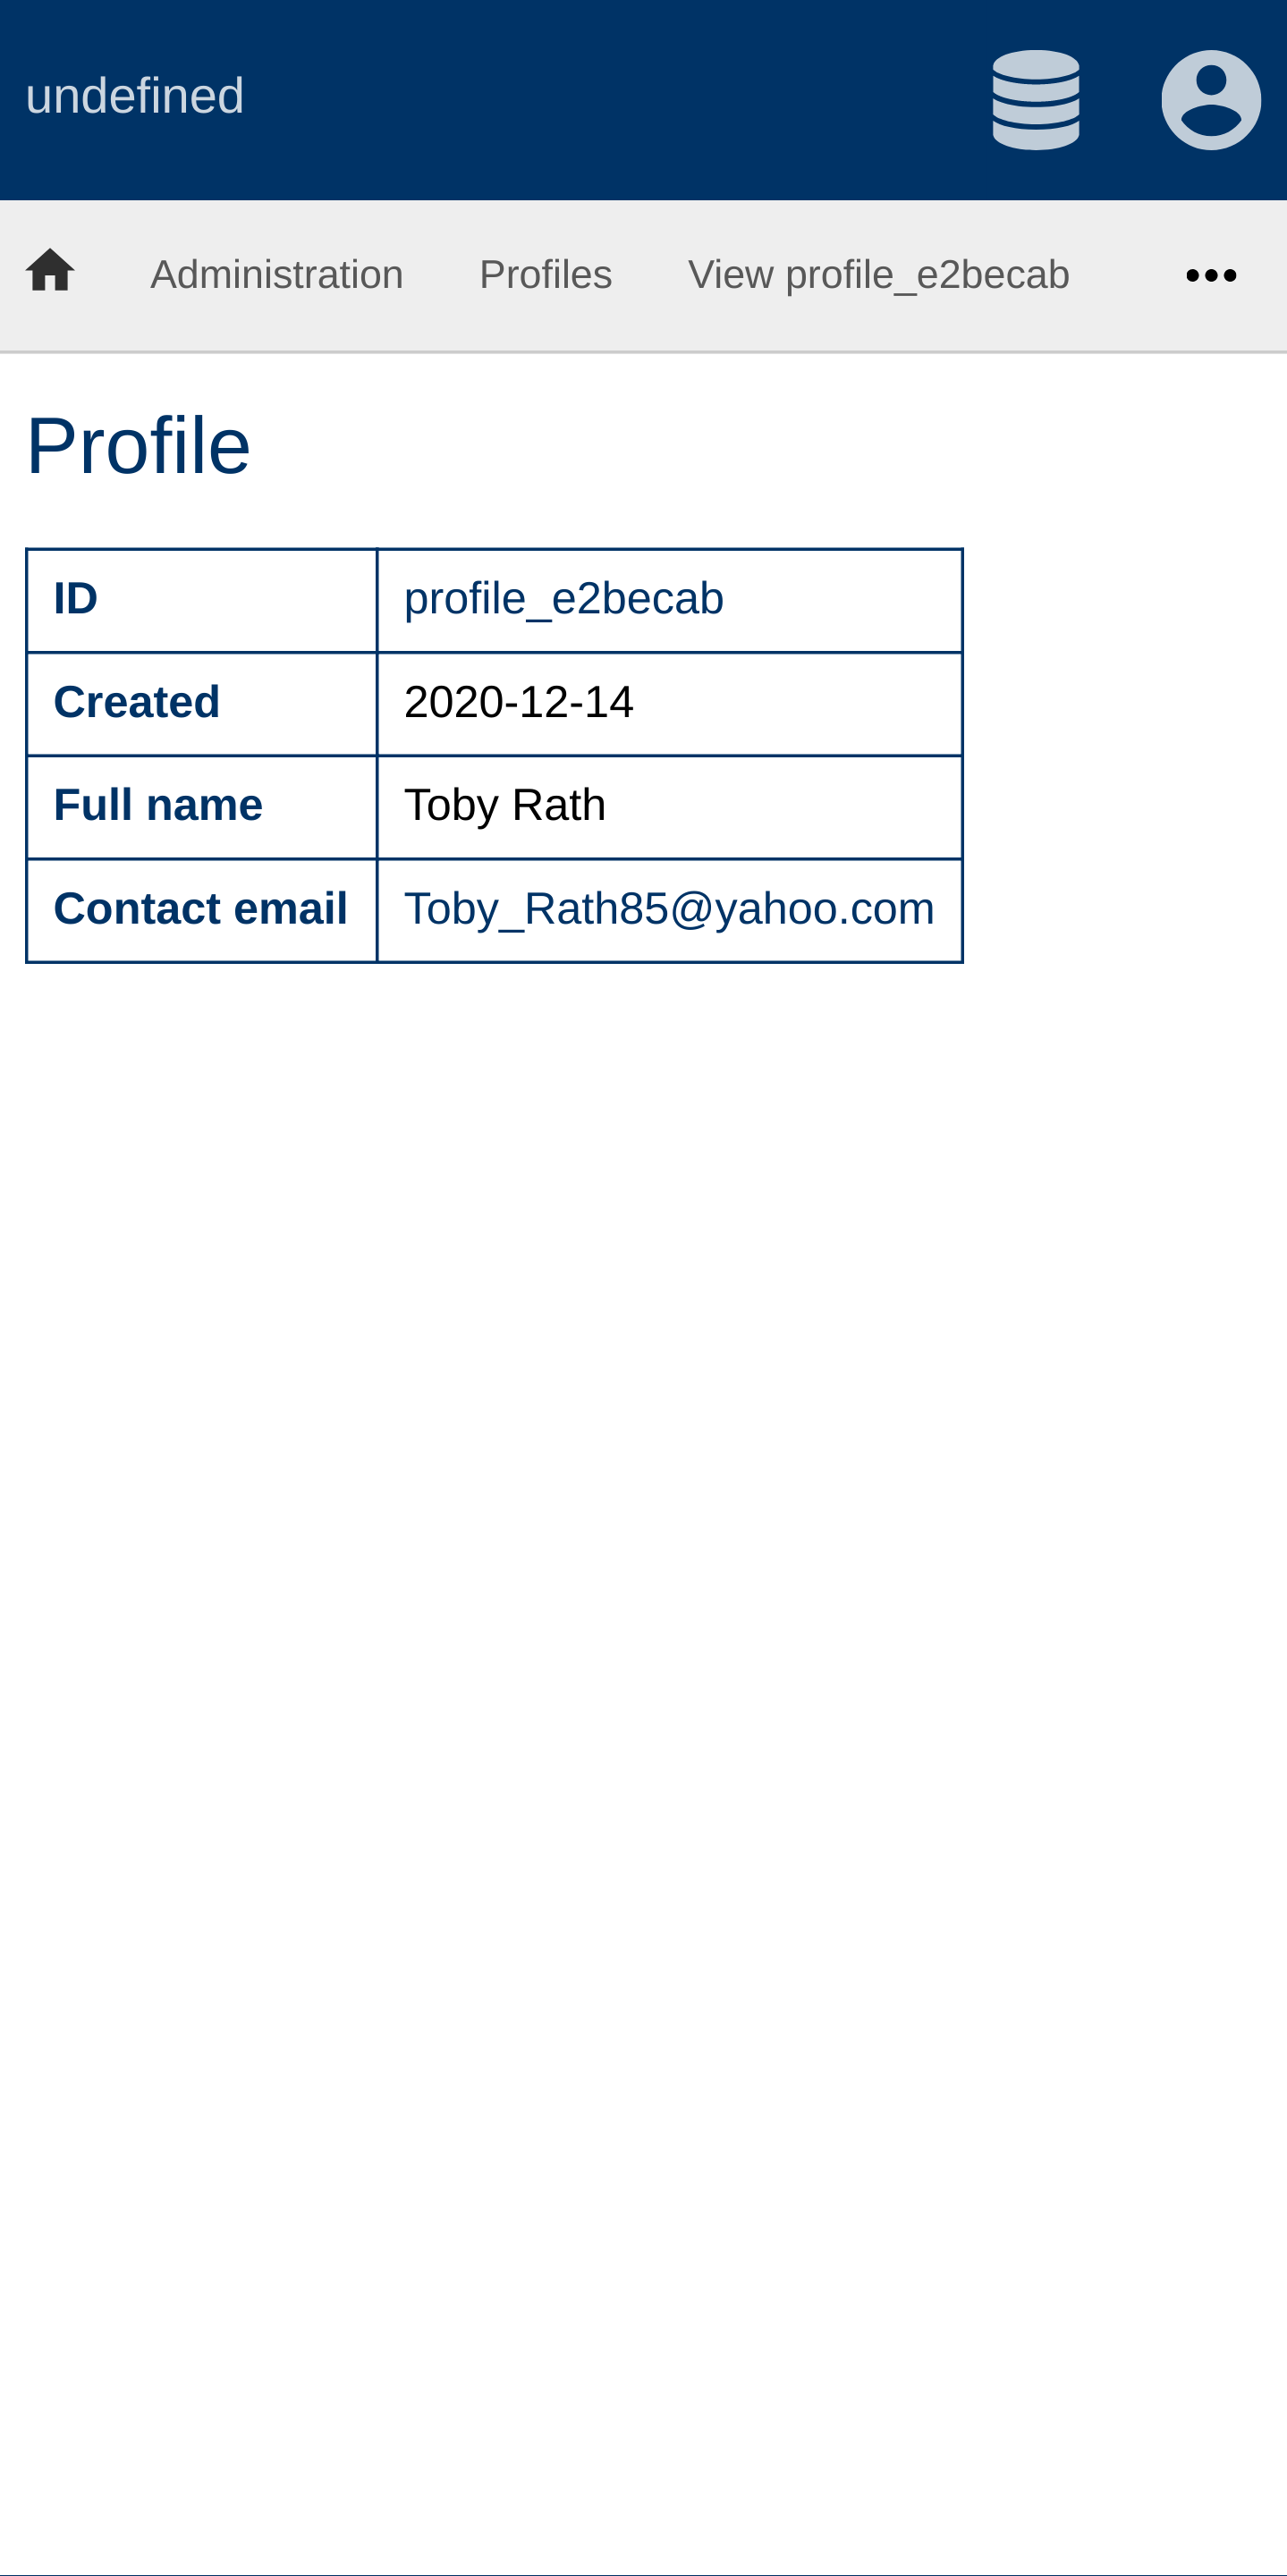 undefined
Administration Profiles View profile_e2becab •••
Profile
ID profile_e2becab
Created 2020-12-14
Full name Toby Rath
Contact email Toby_Rath85@yahoo.com